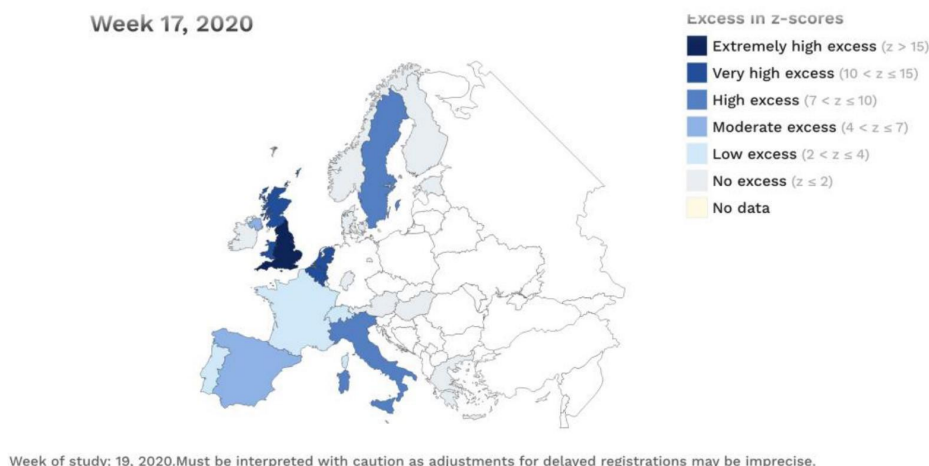 Week 17, 2020
Excess in z-scores
Extremely high excess (z > 15)
Very high excess (10 < z ≤ 15)
High excess (7 < z ≤ 10)
Moderate excess (4 < z ≤ 7)
Low excess (2 < z ≤ 4)
No excess (z ≤ 2)
No data
Week of study: 19, 2020.Must be interpreted with caution as adjustments for delayed registrations may be imprecise.